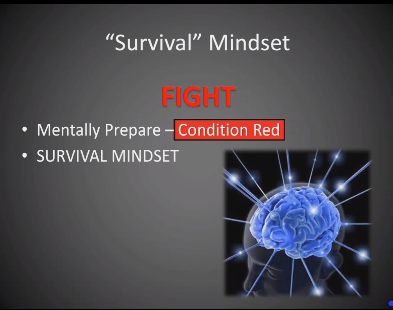 “Survival” Mindset
FIGHT
• Mentally Prepare – Condition Red
• SURVIVAL MINDSET